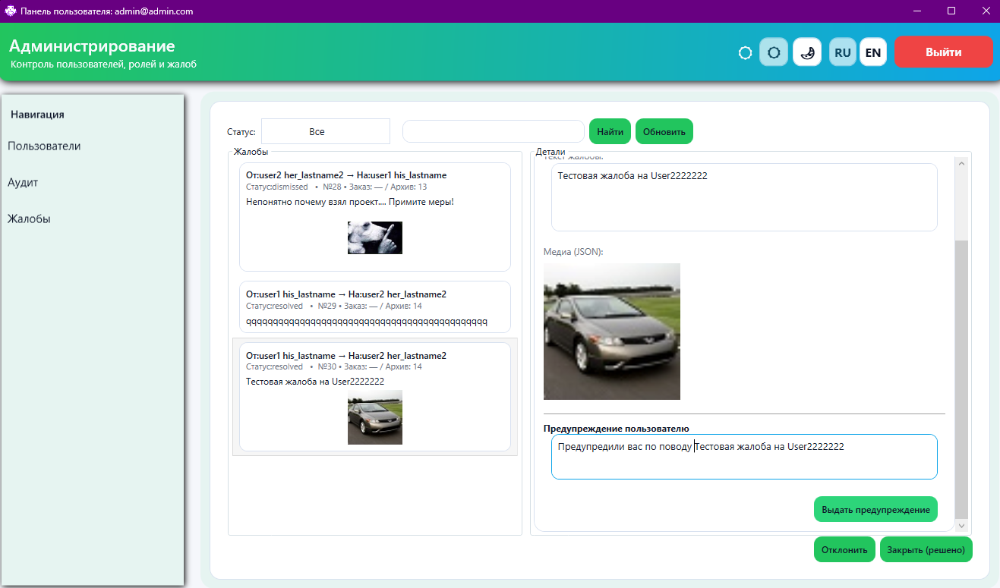 Панель пользователя: admin@admin.com
Администрирование
Контроль пользователей, ролей и жалоб
RU EN Выйти
Навигация
Пользователи
Аудит
Жалобы
Статус: Все Найти Обновить
Жалобы
От:user2 her_lastname2 → На:user1 his_lastname
Статус:dismissed • №28 • Заказ: — / Архив: 13
Непонятно почему взял проект.... Примите меры!
От:user1 his_lastname → На:user2 her_lastname2
Статус:resolved • №29 • Заказ: — / Архив: 14
qqqqqqqqqqqqqqqqqqqqqqqqqqqqqqqqqqqqqqqqqqqqq
От:user1 his_lastname → На:user2 her_lastname2
Статус:resolved • №30 • Заказ: — / Архив: 14
Тестовая жалоба на User2222222
Детали
Текст жалобы:
Тестовая жалоба на User2222222
Медиа (JSON):
Предупреждение пользователю
Предупредили вас по поводу Тестовая жалоба на User2222222
Выдать предупреждение
Отклонить Закрыть (решено)